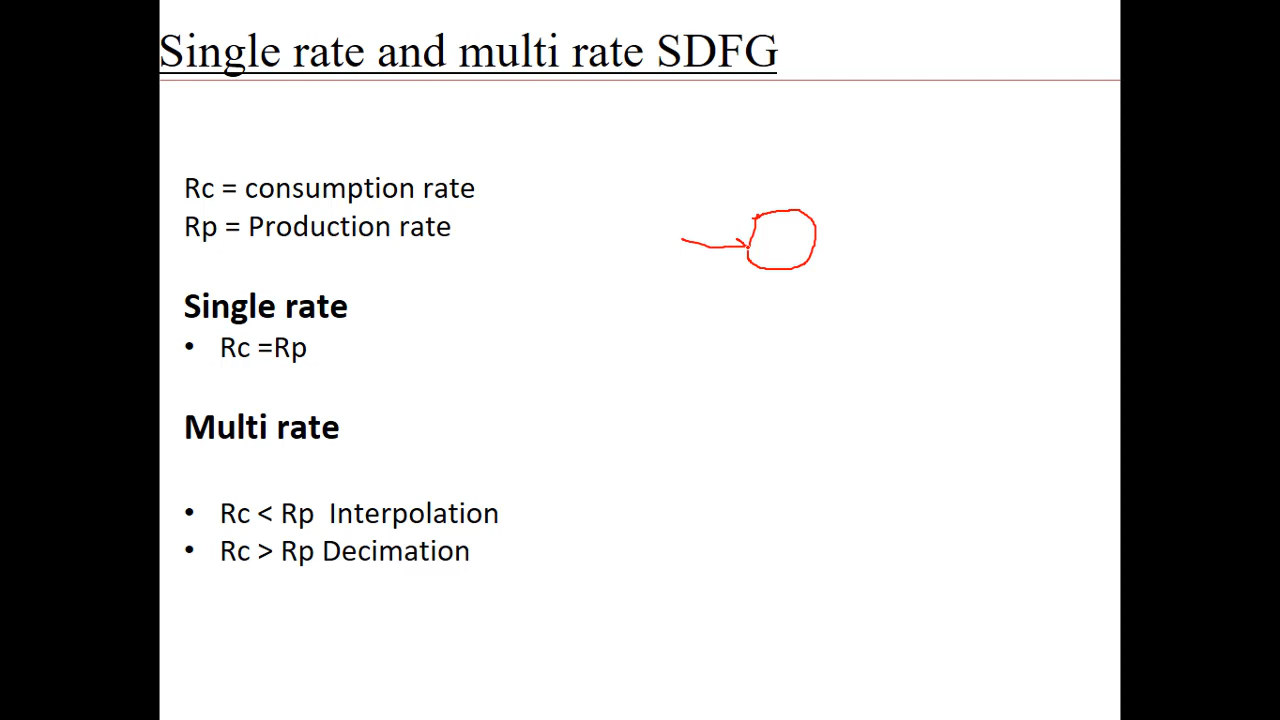 Single rate and multi rate SDFG
Rc = consumption rate
Rp = Production rate
Single rate
• Rc =Rp
Multi rate
• Rc < Rp Interpolation
• Rc > Rp Decimation